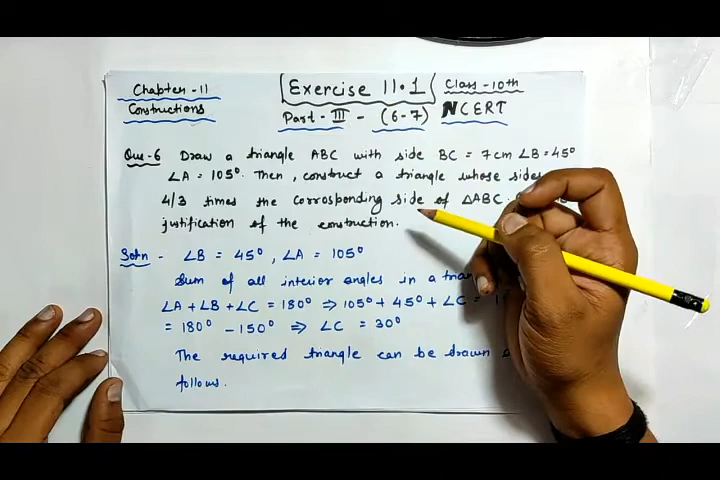 Chapter - 11
Constructions
Exercise 11.1
Part - III - (6-7)
Class - 10th
NCERT
Que-6 Draw a triangle ABC with side BC = 7cm ∠B = 45°
∠A = 105°. Then, construct a triangle whose sides
4/3 times the corrosponding side of ΔABC.
justification of the construction.
Soln - ∠B = 45°, ∠A = 105°
Sum of all interior angles in a
∠A + ∠B + ∠C = 180° ⇒ 105° + 45° + ∠C =
= 180° - 150° ⇒ ∠C = 30°
The required triangle can be drawn
follows.